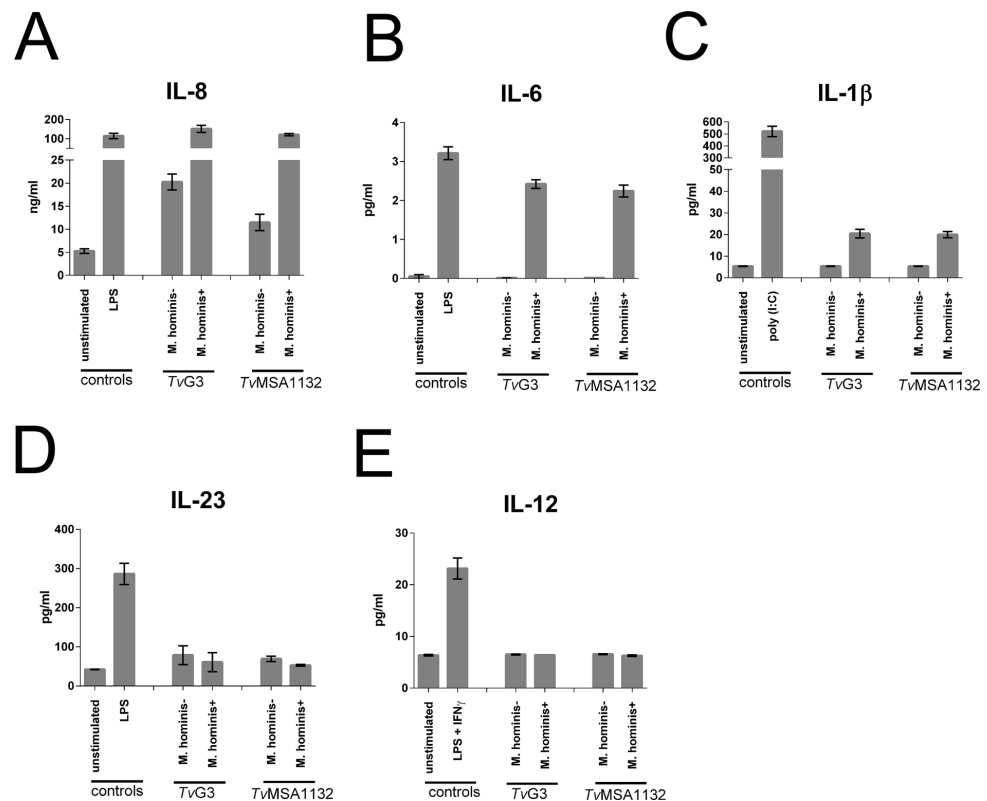 A
IL-8
ng/ml
200
100
25
20
15
10
5
0
unstimulated
LPS
M. hominis-
M. hominis+
M. hominis-
M. hominis+
controls
TvG3
TvMSA1132
B
IL-6
pg/ml
4
3
2
1
0
unstimulated
LPS
M. hominis-
M. hominis+
M. hominis-
M. hominis+
controls
TvG3
TvMSA1132
C
IL-1β
pg/ml
600
500
400
300
50
40
30
20
10
0
unstimulated
poly (I:C)
M. hominis-
M. hominis+
M. hominis-
M. hominis+
controls
TvG3
TvMSA1132
D
IL-23
pg/ml
400
300
200
100
0
unstimulated
LPS
M. hominis-
M. hominis+
M. hominis-
M. hominis+
controls
TvG3
TvMSA1132
E
IL-12
pg/ml
30
20
10
0
unstimulated
LPS + IFNγ
M. hominis-
M. hominis+
M. hominis-
M. hominis+
controls
TvG3
TvMSA1132